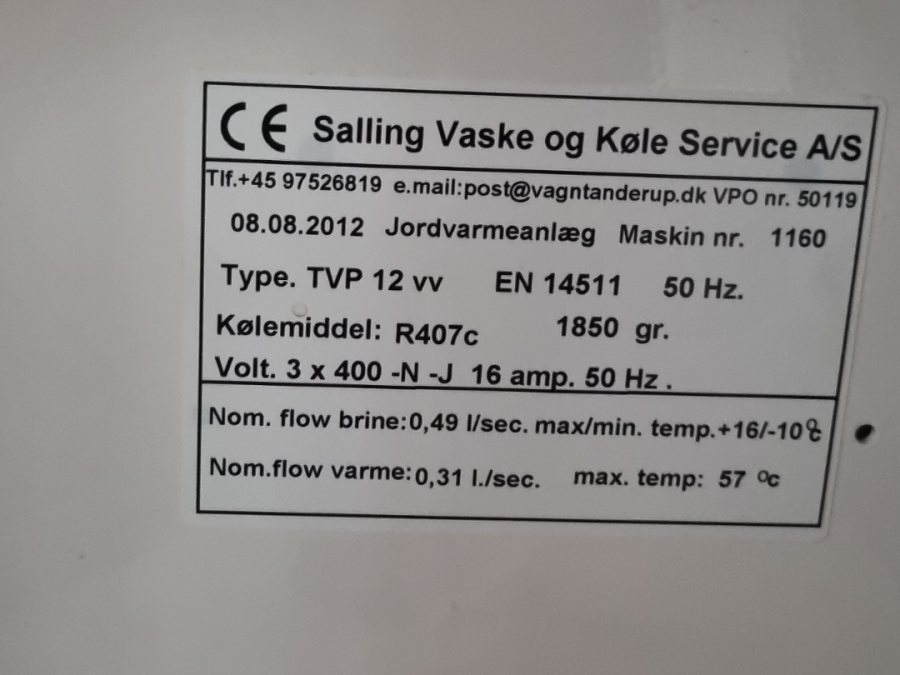 CE Salling Vaske og Køle Service A/S
Tlf.+45 97526819 e.mail:post@vagntanderup.dk VPO nr. 50119
08.08.2012 Jordvarmeanlæg Maskin nr. 1160
Type. TVP 12 vv EN 14511 50 Hz.
Kølemiddel: R407c 1850 gr.
Volt. 3 x 400 -N -J 16 amp. 50 Hz .
Nom. flow brine:0,49 l/sec. max/min. temp.+16/-10 ºc
Nom.flow varme:0,31 l./sec. max. temp: 57 ºc